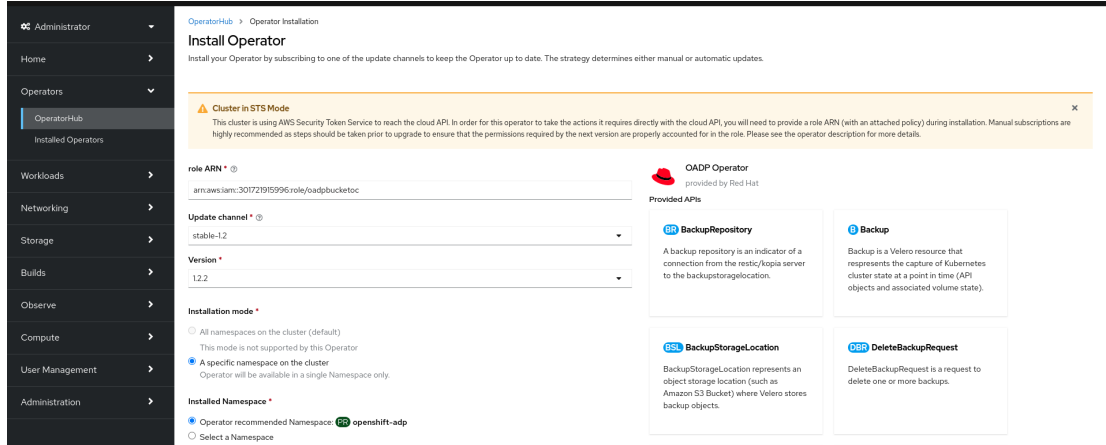 Administrator
Home
Operators
OperatorHub
Installed Operators
Workloads
Networking
Storage
Builds
Observe
Compute
User Management
Administration
OperatorHub > Operator Installation
Install Operator
Install your Operator by subscribing to one of the update channels to keep the Operator up to date. The strategy determines either manual or automatic updates.
Cluster in STS Mode
This cluster is using AWS Security Token Service to reach the cloud API. In order for this operator to take the actions it requires directly with the cloud API, you will need to provide a role ARN (with an attached policy) during installation. Manual subscriptions are
highly recommended as steps should be taken prior to upgrade to ensure that the permissions required by the next version are properly accounted for in the role. Please see the operator description for more details.
role ARN *
arn:aws:iam::301721915996:role/oadpbucketoc
Update channel *
stable-1.2
Version *
1.2.2
Installation mode *
All namespaces on the cluster (default)
This mode is not supported by this Operator
A specific namespace on the cluster
Operator will be available in a single Namespace only.
Installed Namespace *
Operator recommended Namespace: PR openshift-adp
Select a Namespace
OADP Operator
provided by Red Hat
Provided APIs
BR BackupRepository
A backup repository is an indicator of a
connection from the restic/kopia server
to the backupstoragelocation.
B Backup
Backup is a Velero resource that
respresents the capture of Kubernetes
cluster state at a point in time (API
objects and associated volume state).
BSL BackupStorageLocation
BackupStorageLocation represents an
object storage location (such as
Amazon S3 Bucket) where Velero stores
backup objects.
DBR DeleteBackupRequest
DeleteBackupRequest is a request to
delete one or more backups.